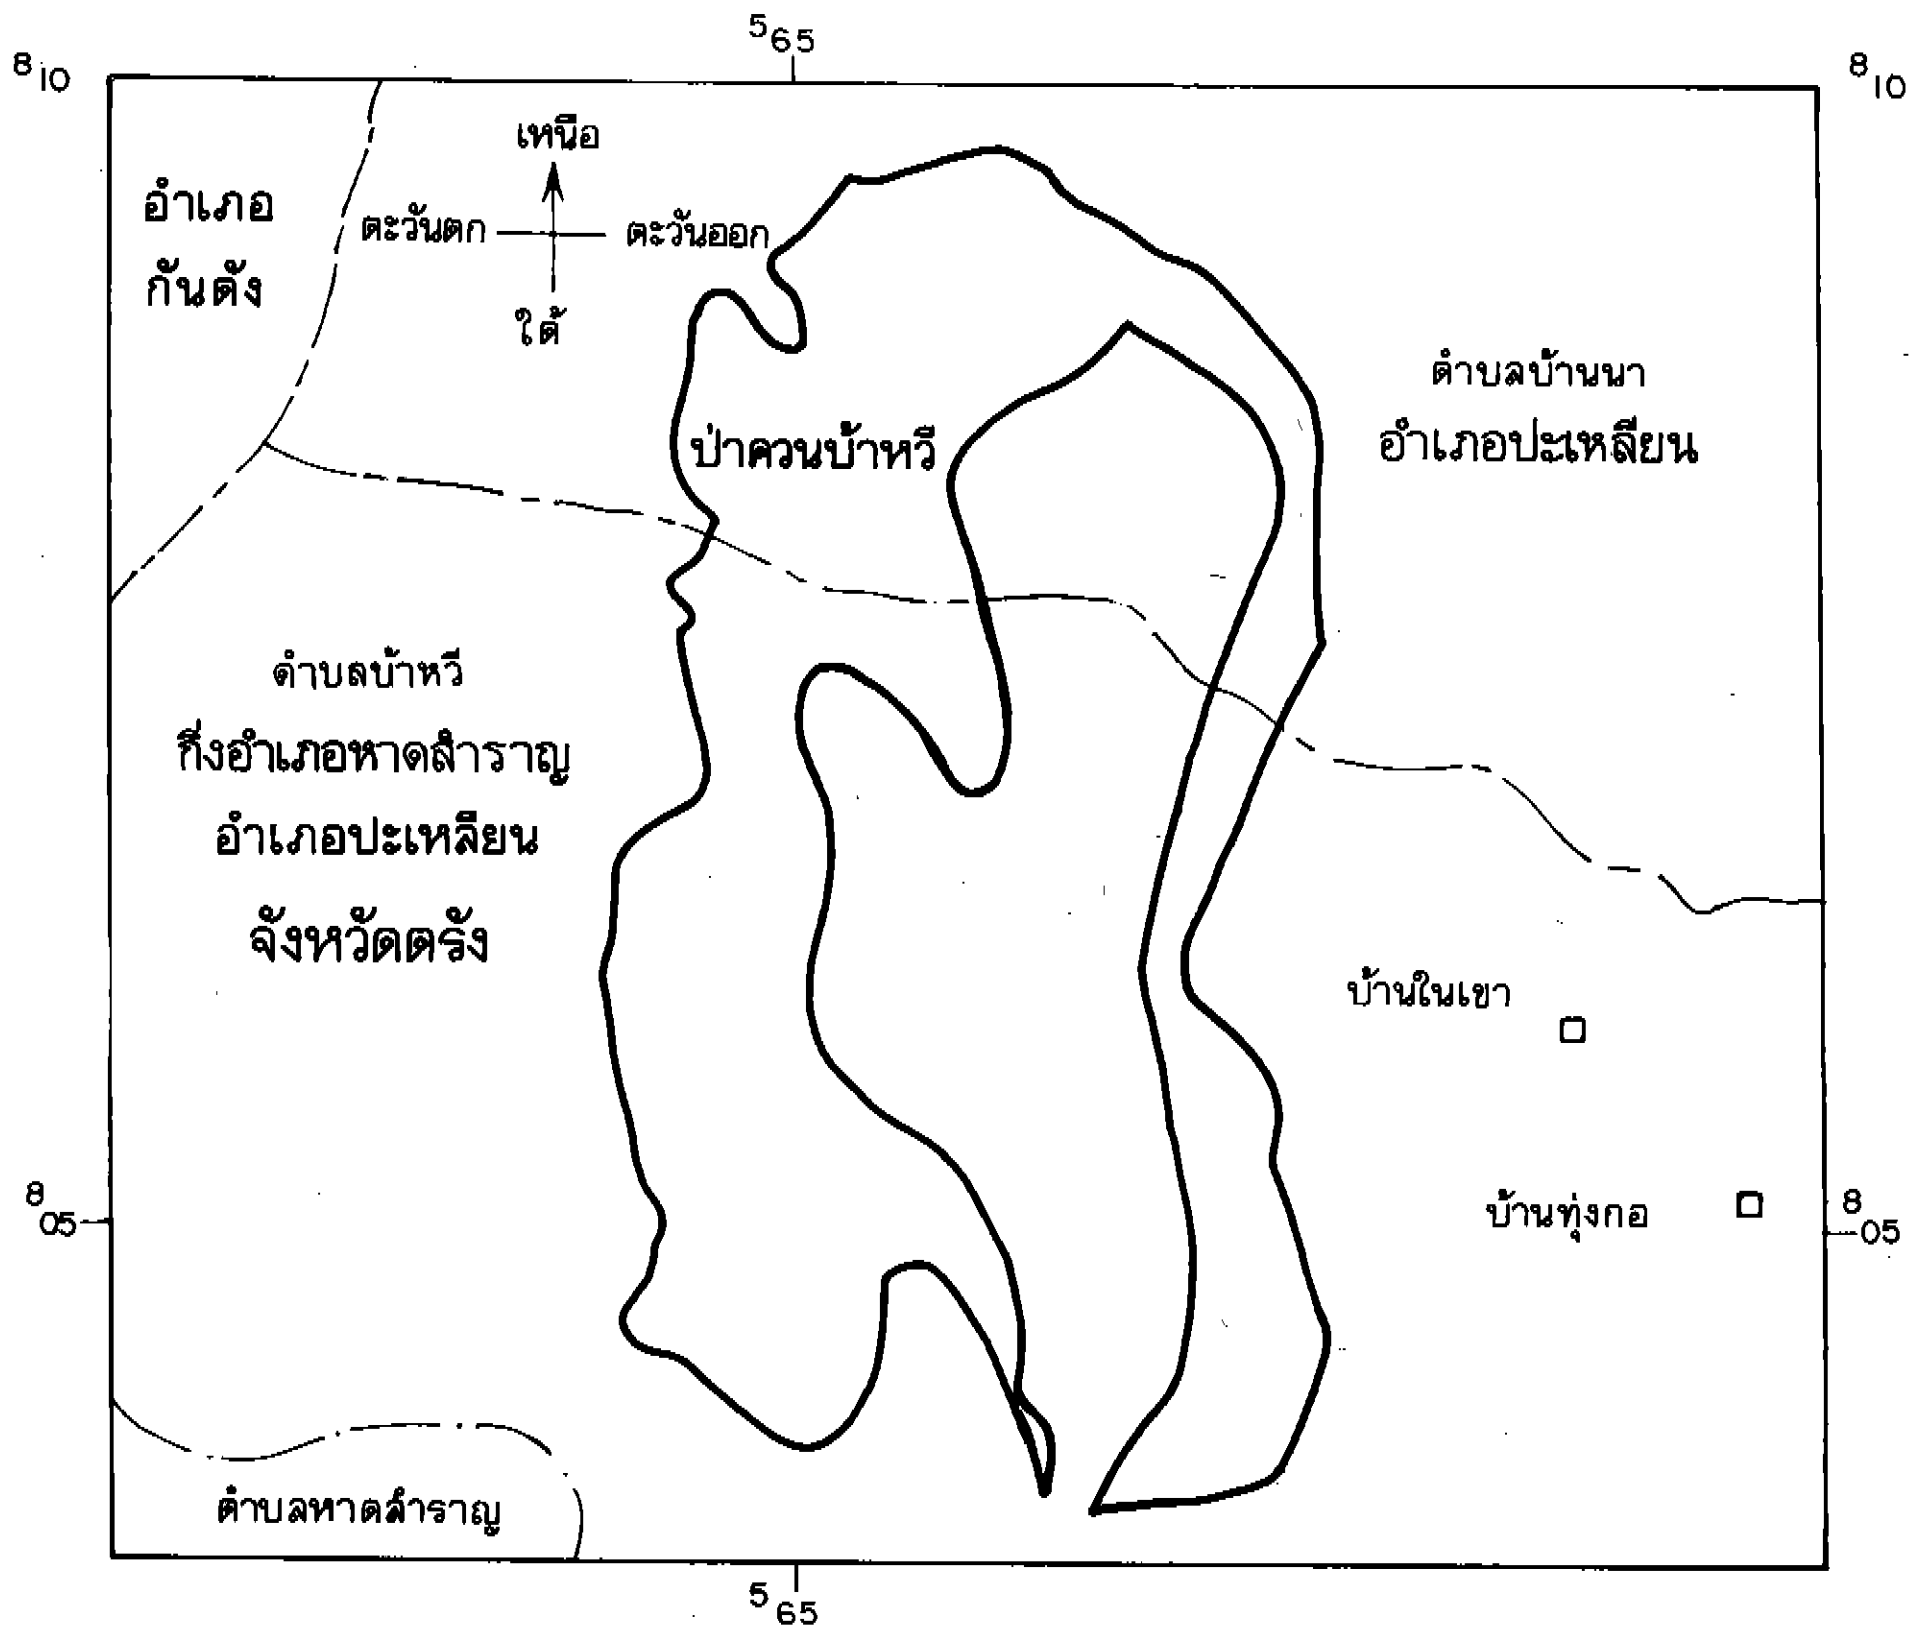 5 65
8 10
8 10
เหนือ
ตะวันตก
ตะวันออก
ใต้
อำเภอ
กันตัง
ป่าควนบ้าหวี
ตำบลบ้านนา
อำเภอปะเหลียน
ตำบลบ้าหวี
กิ่งอำเภอหาดสำราญ
อำเภอปะเหลียน
จังหวัดตรัง
บ้านในเขา
บ้านทุ่งกอ
8 05
8 05
ตำบลหาดสำราญ
5 65